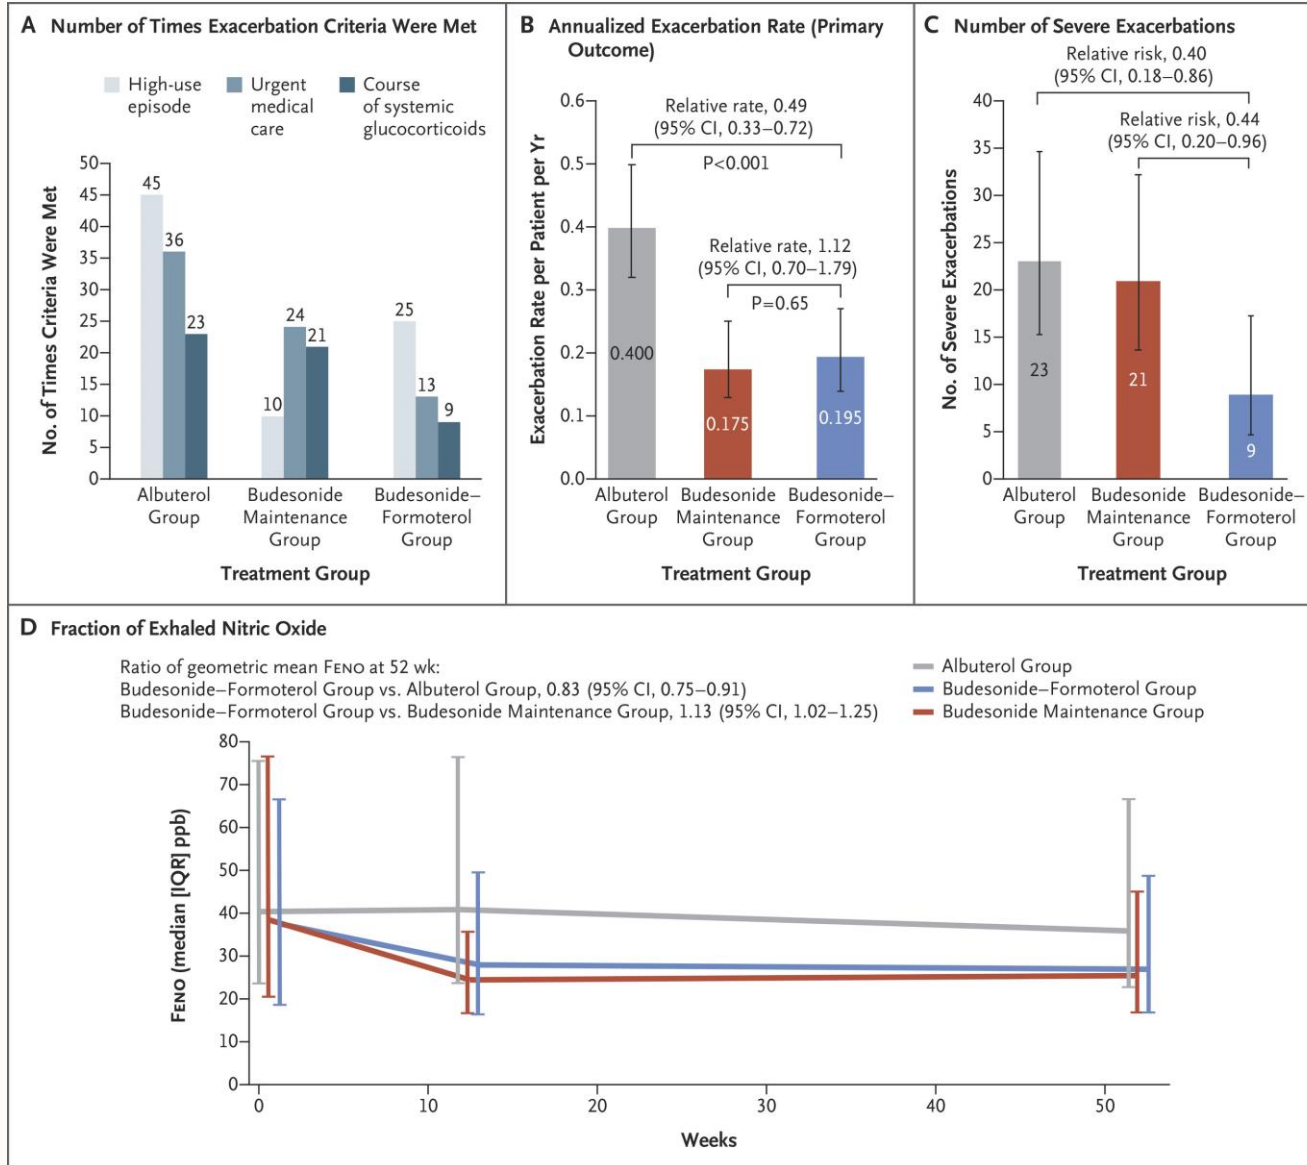 A Number of Times Exacerbation Criteria Were Met
High-use
episode
Urgent
medical
care
Course
of systemic
glucocorticoids
No. of Times Criteria Were Met
50
45
40
35
30
25
20
15
10
5
0
45
36
23
10
24
21
25
13
9
Albuterol
Group
Budesonide
Maintenance
Group
Budesonide–
Formoterol
Group
Treatment Group
B Annualized Exacerbation Rate (Primary
Outcome)
Exacerbation Rate per Patient per Yr
0.6
0.5
0.4
0.3
0.2
0.1
0.0
Relative rate, 0.49
(95% CI, 0.33–0.72)
P<0.001
Relative rate, 1.12
(95% CI, 0.70–1.79)
P=0.65
0.400
0.175
0.195
Albuterol
Group
Budesonide
Maintenance
Group
Budesonide–
Formoterol
Group
Treatment Group
C Number of Severe Exacerbations
Relative risk, 0.40
(95% CI, 0.18–0.86)
Relative risk, 0.44
(95% CI, 0.20–0.96)
No. of Severe Exacerbations
40
35
30
25
20
15
10
5
0
23
21
9
Albuterol
Group
Budesonide
Maintenance
Group
Budesonide–
Formoterol
Group
Treatment Group
D Fraction of Exhaled Nitric Oxide
Ratio of geometric mean FENO at 52 wk:
Budesonide–Formoterol Group vs. Albuterol Group, 0.83 (95% CI, 0.75–0.91)
Budesonide–Formoterol Group vs. Budesonide Maintenance Group, 1.13 (95% CI, 1.02–1.25)
Albuterol Group
Budesonide–Formoterol Group
Budesonide Maintenance Group
FENO (median [IQR] ppb)
80
70
60
50
40
30
20
10
0
0
10
20
30
40
50
Weeks